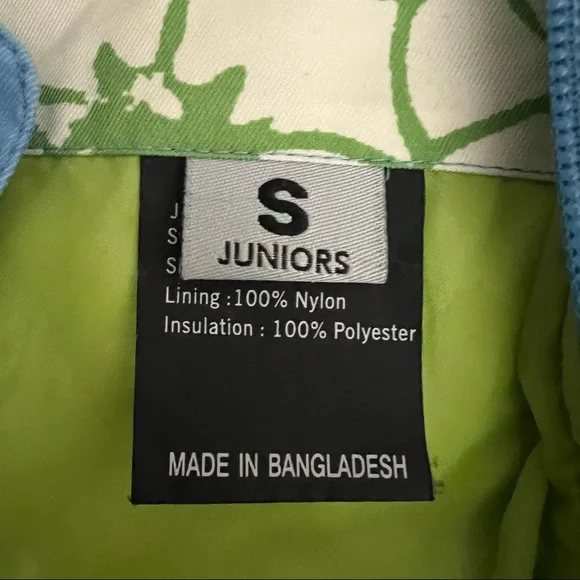 S
JUNIORS
Lining :100% Nylon
Insulation : 100% Polyester
MADE IN BANGLADESH